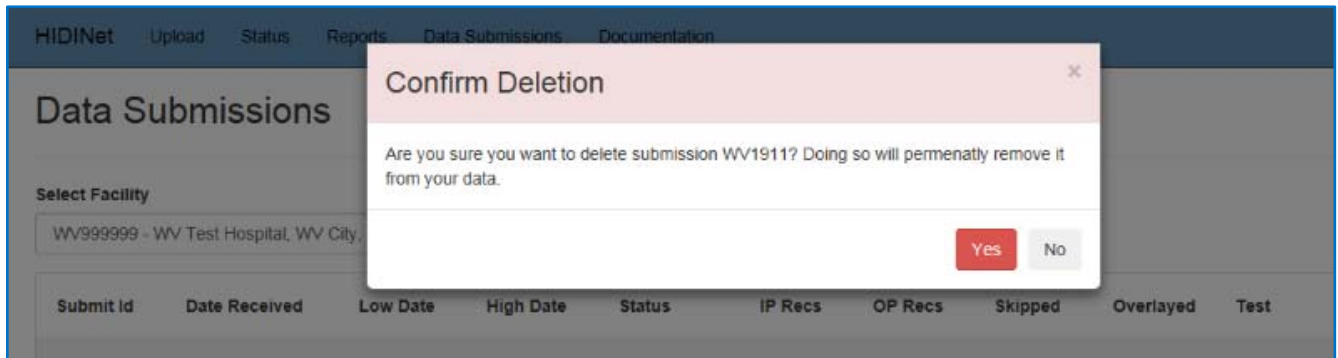 HIDINet Upload Status Reports Data Submissions Documentation
Confirm Deletion ×
Data Submissions
Are you sure you want to delete submission WV1911? Doing so will permenatly remove it
from your data.
Select Facility
WV999999 - WV Test Hospital, WV City,
Yes No
Submit Id Date Received Low Date High Date Status IP Recs OP Recs Skipped Overlayed Test